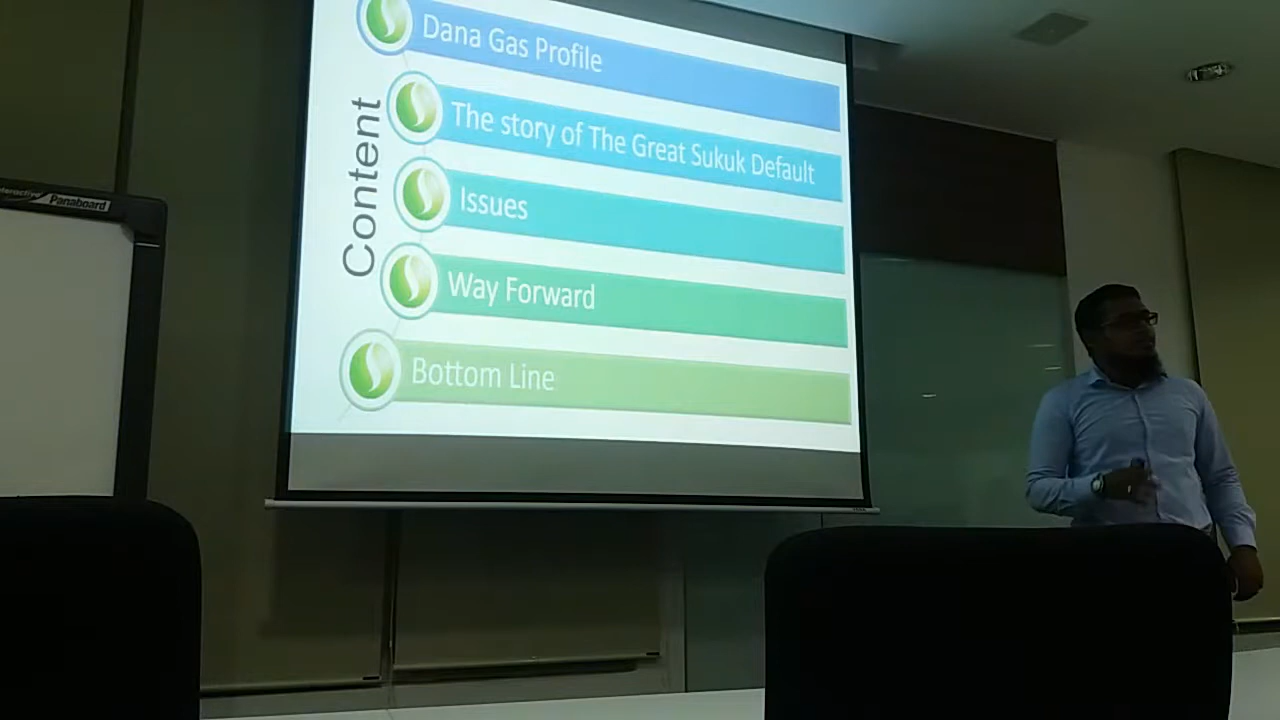 Dana Gas Profile
The story of The Great Sukuk Default
Content
Issues
Way Forward
Bottom Line
Panaboard